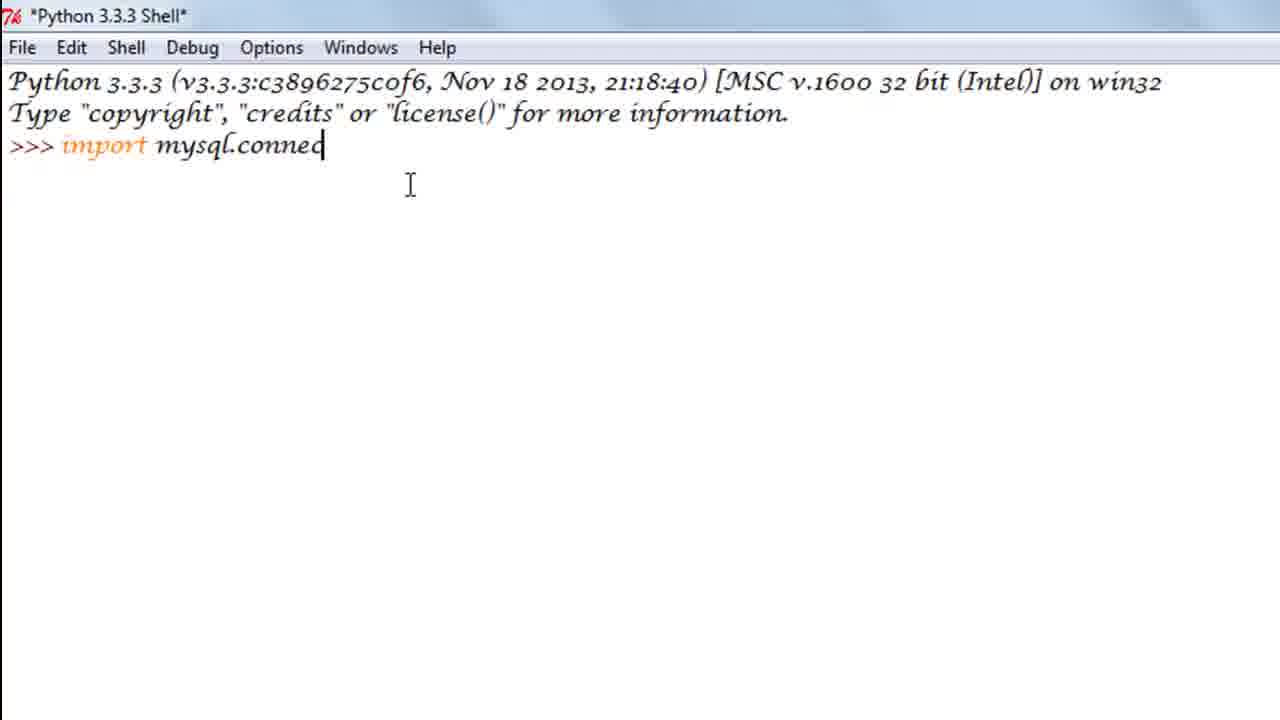 *Python 3.3.3 Shell*
File Edit Shell Debug Options Windows Help
Python 3.3.3 (v3.3.3:c3896275c0f6, Nov 18 2013, 21:18:40) [MSC v.1600 32 bit (Intel)] on win32
Type "copyright", "credits" or "license()" for more information.
>>> import mysql.connec